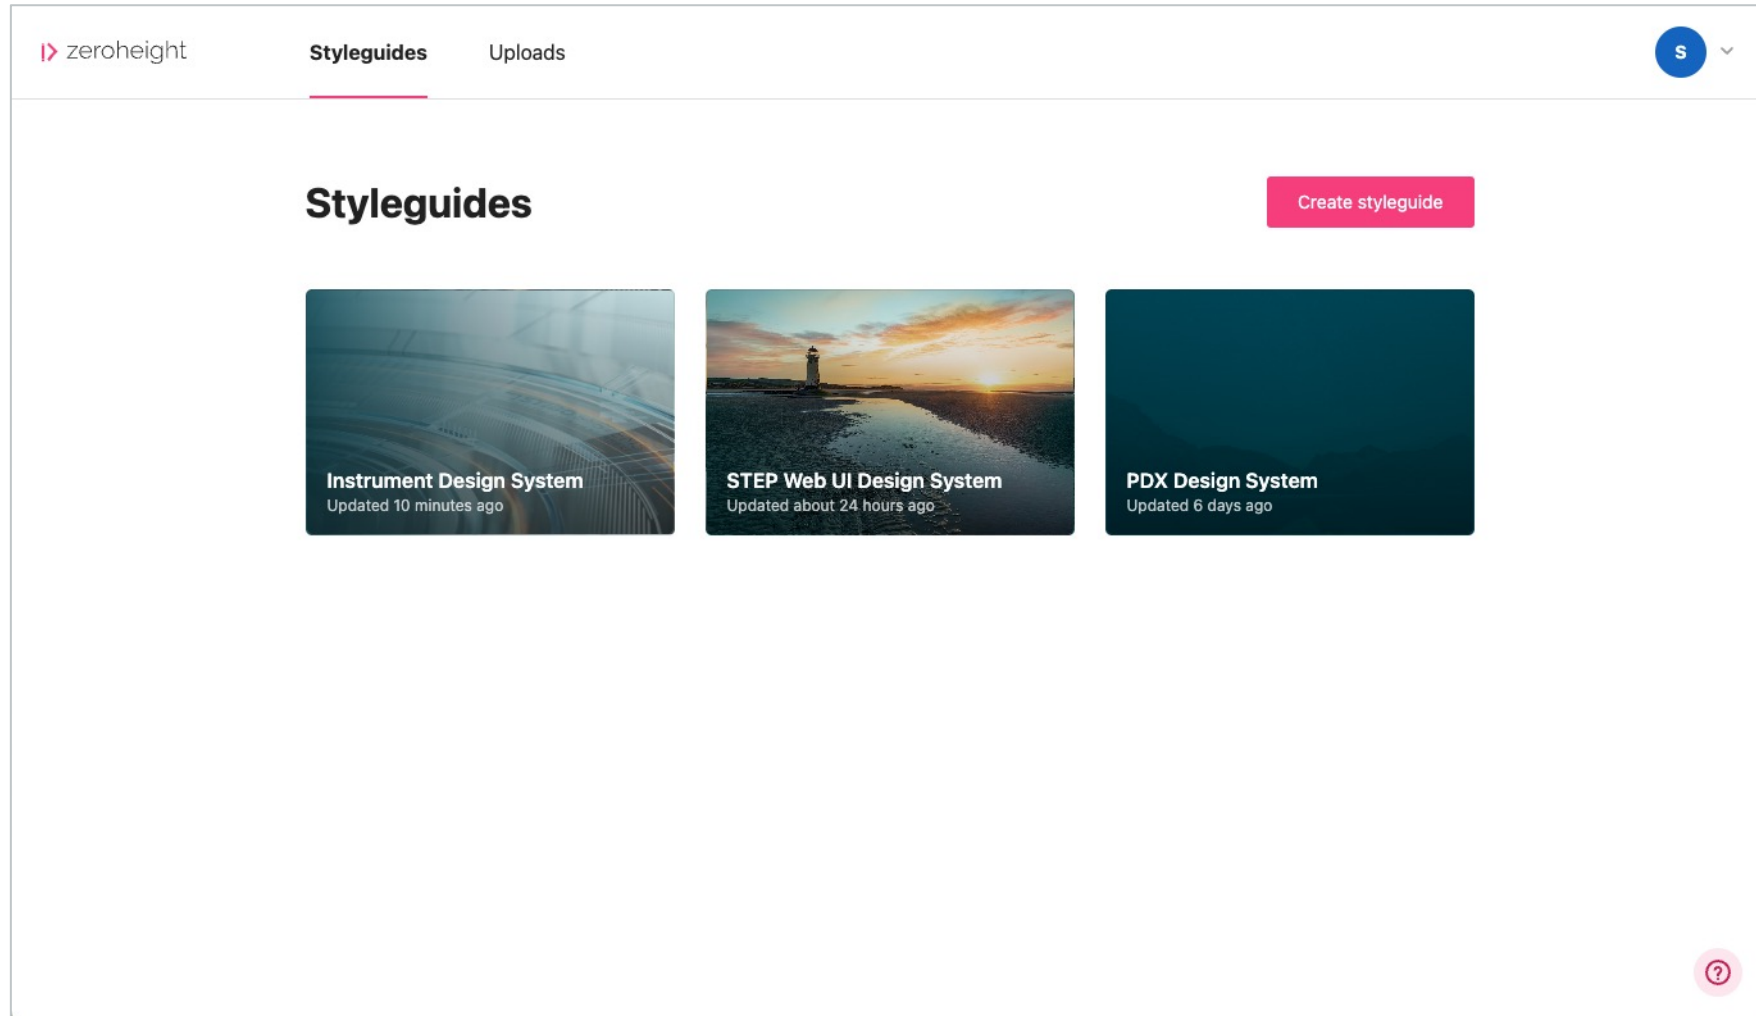 zeroheight
Styleguides
Uploads
S
Styleguides
Create styleguide
Instrument Design System
Updated 10 minutes ago
STEP Web UI Design System
Updated about 24 hours ago
PDX Design System
Updated 6 days ago
?